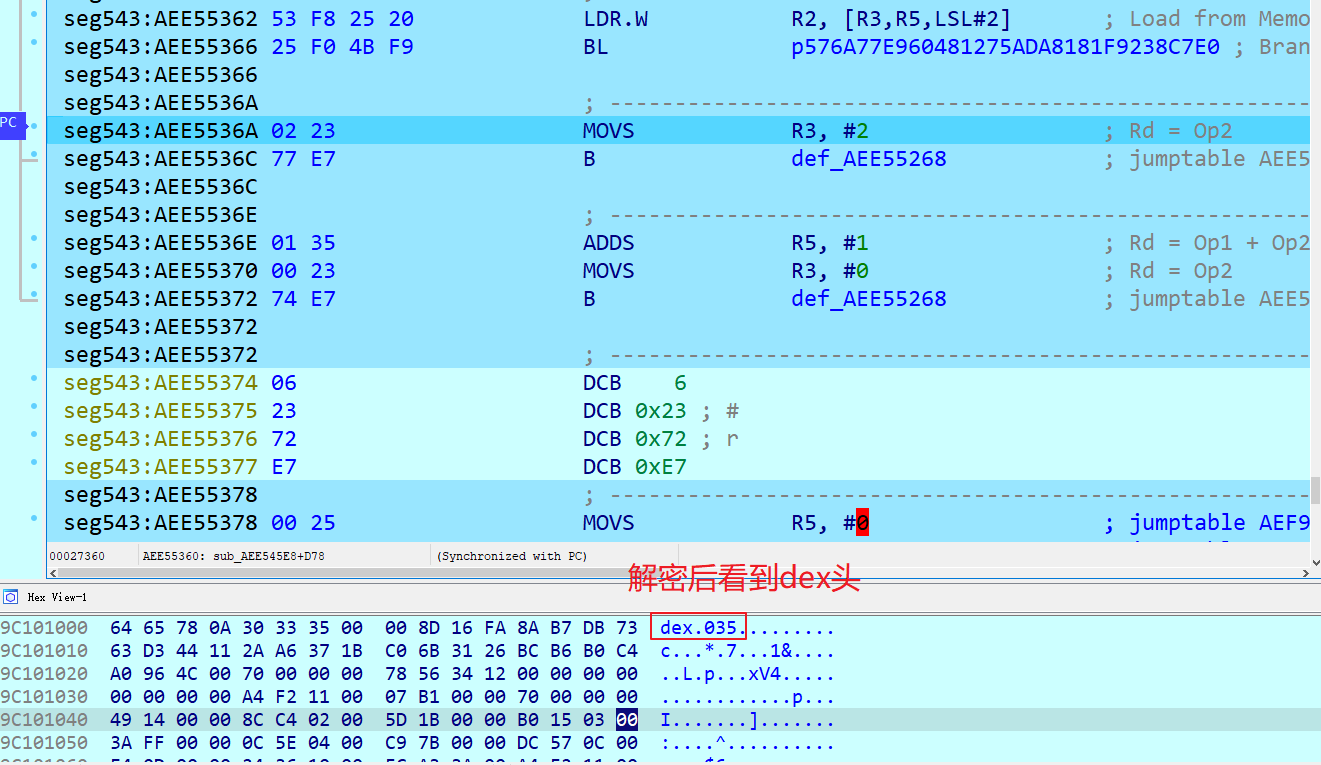 seg543:AEE55362 53 F8 25 20 LDR.W R2, [R3,R5,LSL#2] ; Load from Memo
seg543:AEE55366 25 F0 4B F9 BL p576A77E960481275ADA8181F9238C7E0 ; Bran
seg543:AEE55366
seg543:AEE5536A ; ------------------------------------------------------
PC
seg543:AEE5536A 02 23 MOVS R3, #2 ; Rd = Op2
seg543:AEE5536C 77 E7 B def_AEE55268 ; jumptable AEE5
seg543:AEE5536C
seg543:AEE5536E ; ------------------------------------------------------
seg543:AEE5536E 01 35 ADDS R5, #1 ; Rd = Op1 + Op2
seg543:AEE55370 00 23 MOVS R3, #0 ; Rd = Op2
seg543:AEE55372 74 E7 B def_AEE55268 ; jumptable AEE5
seg543:AEE55372
seg543:AEE55372 ; ------------------------------------------------------
seg543:AEE55374 06 DCB 6
seg543:AEE55375 23 DCB 0x23 ; #
seg543:AEE55376 72 DCB 0x72 ; r
seg543:AEE55377 E7 DCB 0xE7
seg543:AEE55378 ; ------------------------------------------------------
seg543:AEE55378 00 25 MOVS R5, #0 ; jumptable AEF9
00027360 AEE55360: sub_AEE545E8+D78 (Synchronized with PC)
解密后看到dex头
Hex View-1
9C101000 64 65 78 0A 30 33 35 00 00 8D 16 FA 8A B7 DB 73 dex.035.........
9C101010 63 D3 44 11 2A A6 37 1B C0 6B 31 26 BC B6 B0 C4 c...*.7...1&....
9C101020 A0 96 4C 00 70 00 00 00 78 56 34 12 00 00 00 00 ..L.p...xV4.....
9C101030 00 00 00 00 A4 F2 11 00 07 B1 00 00 70 00 00 00 ............p...
9C101040 49 14 00 00 8C C4 02 00 5D 1B 00 00 B0 15 03 00 I.......].......
9C101050 3A FF 00 00 0C 5E 04 00 C9 7B 00 00 DC 57 0C 00 :....^..........